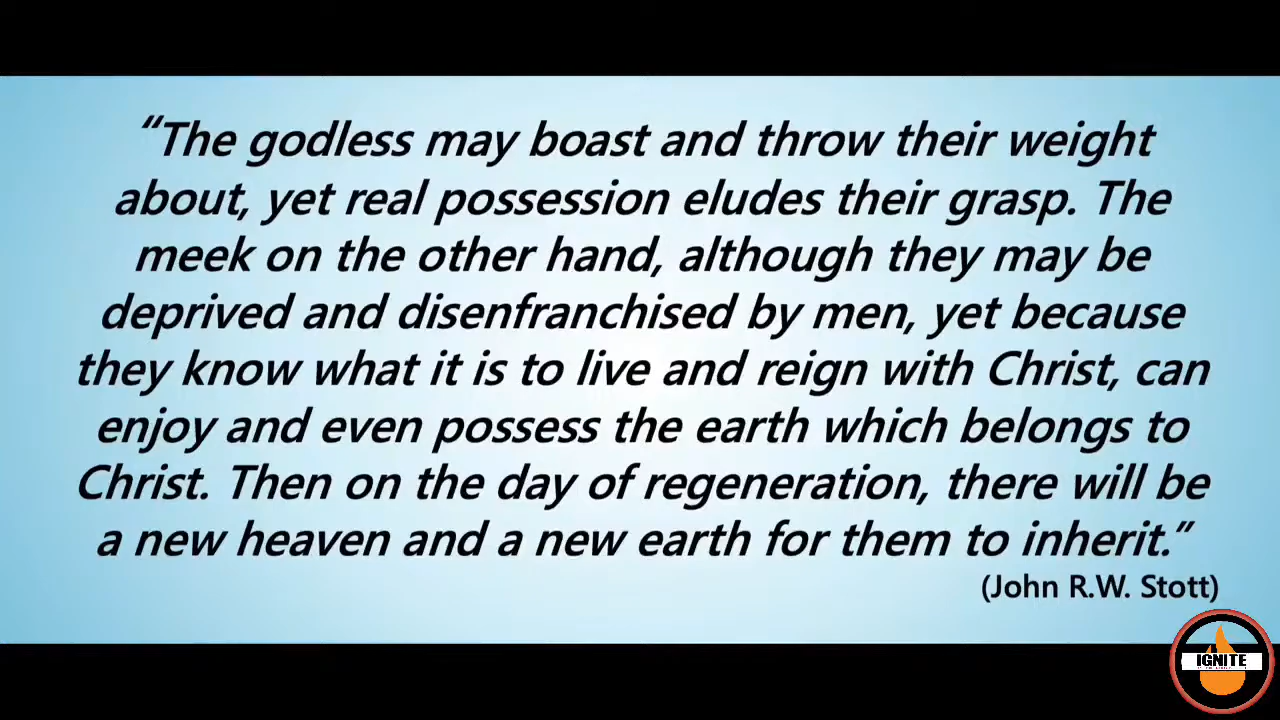 “The godless may boast and throw their weight
about, yet real possession eludes their grasp. The
meek on the other hand, although they may be
deprived and disenfranchised by men, yet because
they know what it is to live and reign with Christ, can
enjoy and even possess the earth which belongs to
Christ. Then on the day of regeneration, there will be
a new heaven and a new earth for them to inherit.”
(John R.W. Stott)
IGNITE